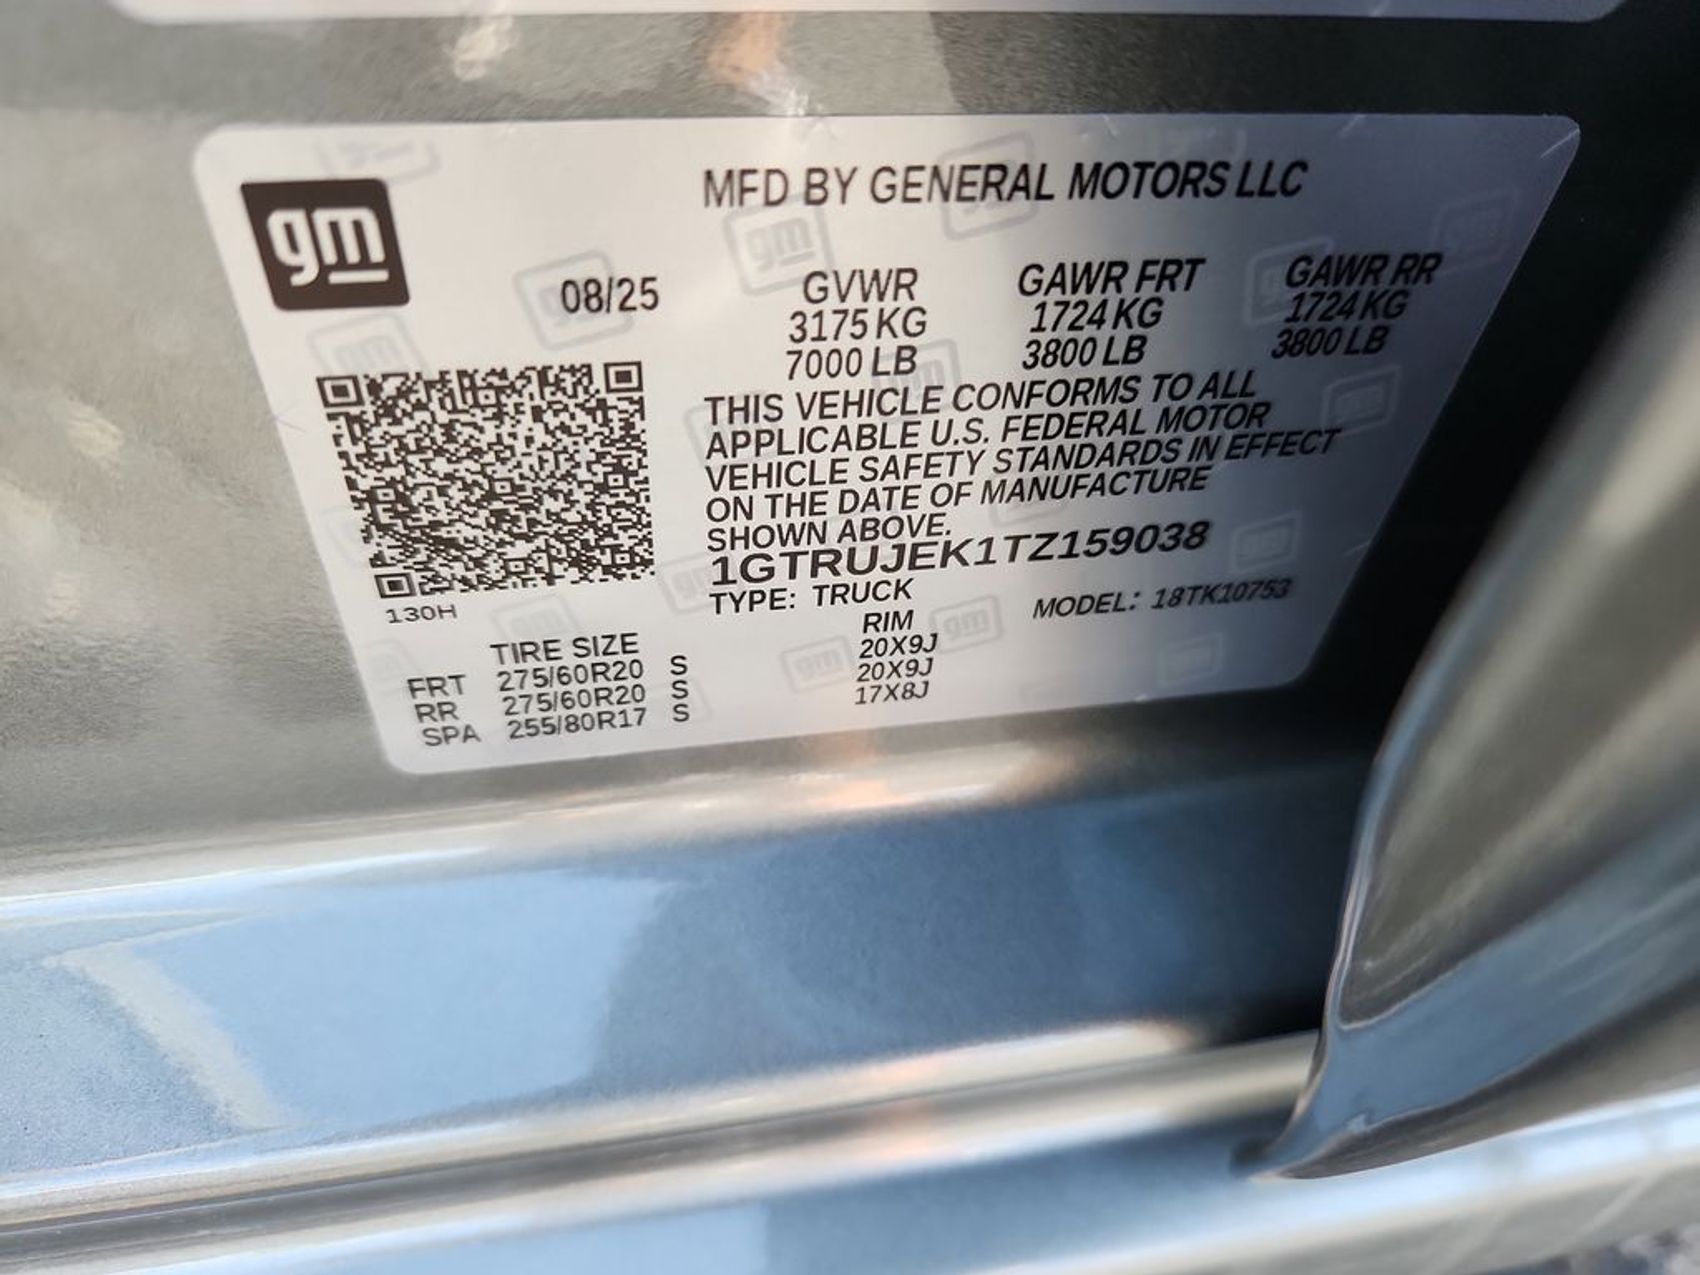 gm
MFD BY GENERAL MOTORS LLC
08/25
GVWR GAWR FRT GAWR RR
3175 KG 1724 KG 1724 KG
7000 LB 3800 LB 3800 LB
THIS VEHICLE CONFORMS TO ALL
APPLICABLE U.S. FEDERAL MOTOR
VEHICLE SAFETY STANDARDS IN EFFECT
ON THE DATE OF MANUFACTURE
SHOWN ABOVE.
1GTRUJEK1TZ159038
TYPE: TRUCK MODEL: 18TK10753
130H
TIRE SIZE RIM
FRT 275/60R20 S 20X9J
RR 275/60R20 S 20X9J
SPA 255/80R17 S 17X8J